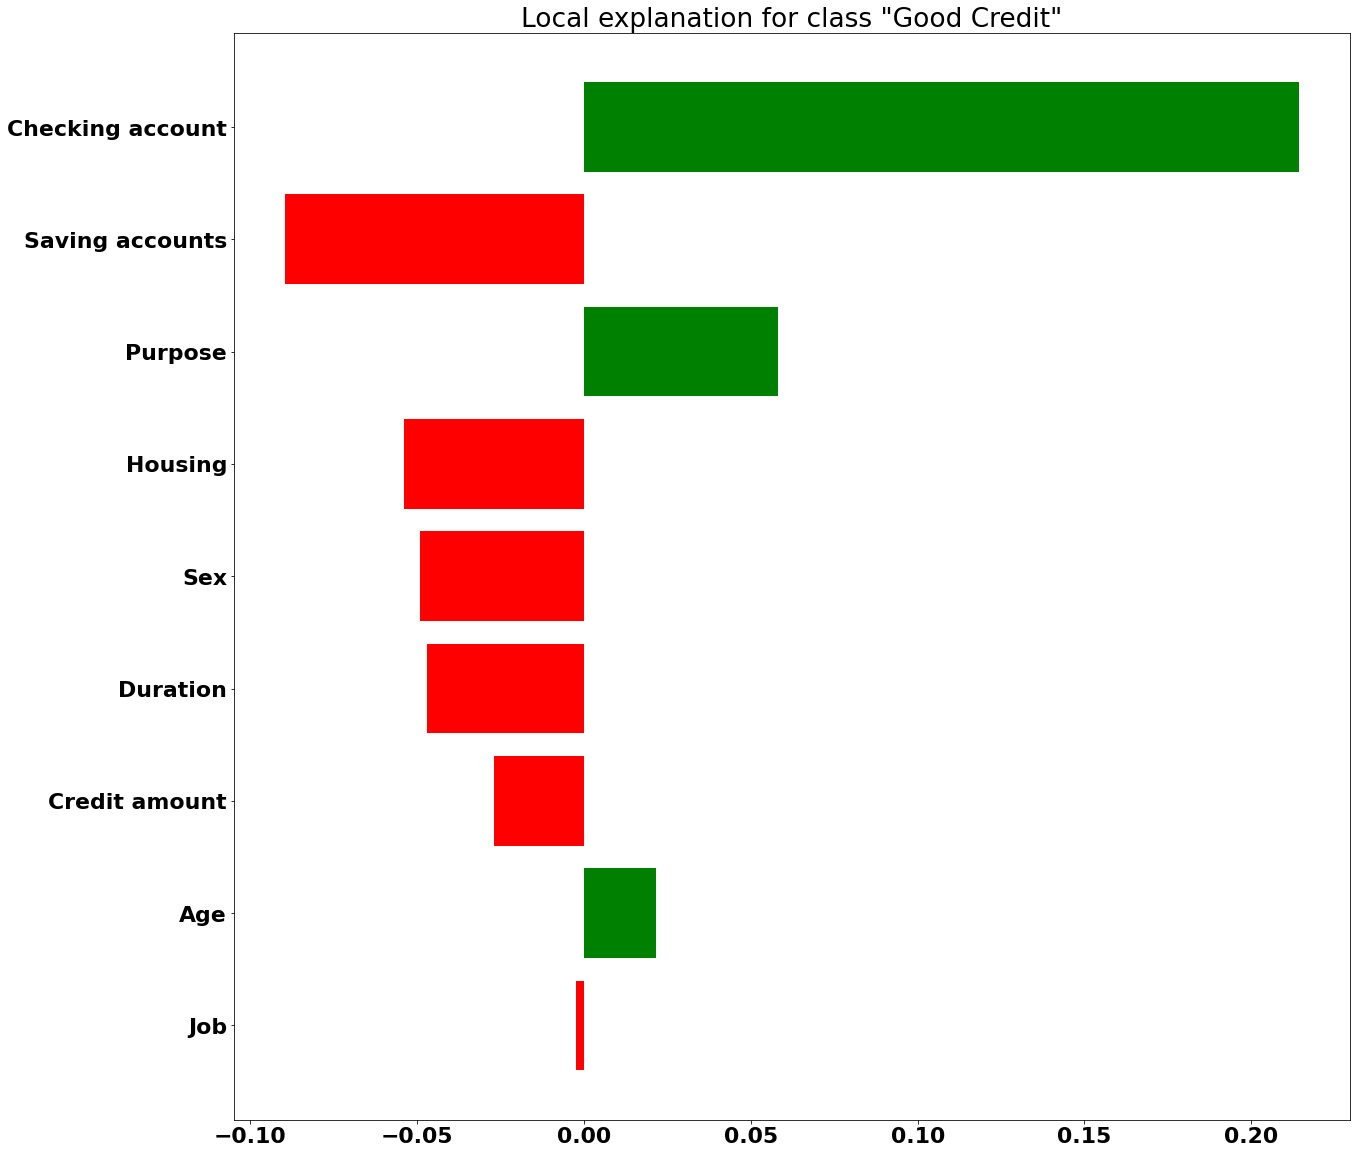 Local explanation for class "Good Credit"
Checking account
Saving accounts
Purpose
Housing
Sex
Duration
Credit amount
Age
Job
−0.10 −0.05 0.00 0.05 0.10 0.15 0.20